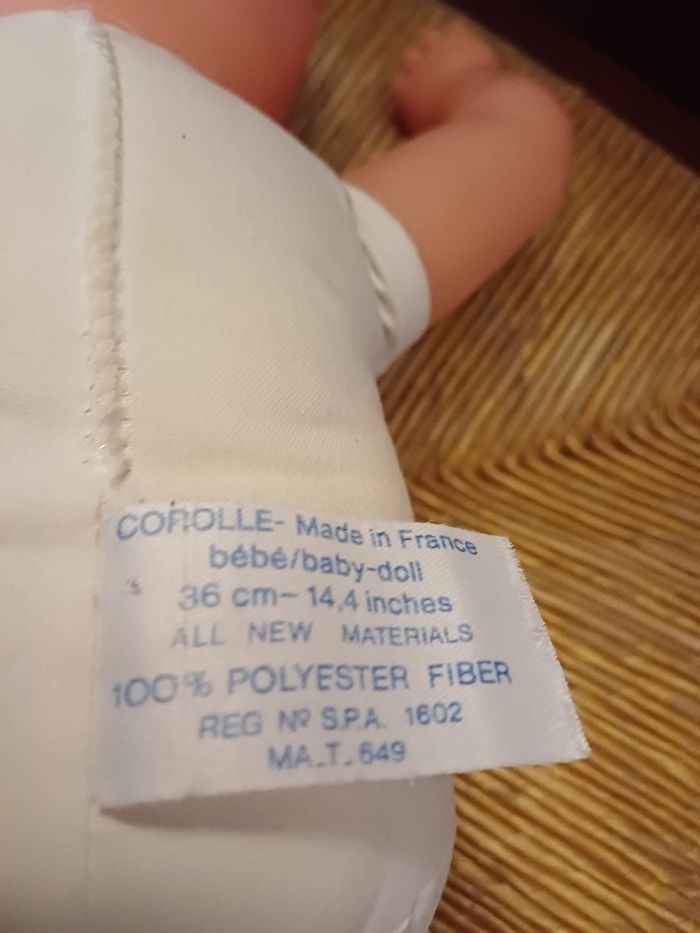 COROLLE- Made in France
bébé/baby-doll
36 cm- 14,4 inches
ALL NEW MATERIALS
100% POLYESTER FIBER
REG Nº S.P.A. 1602
MA.T. 649